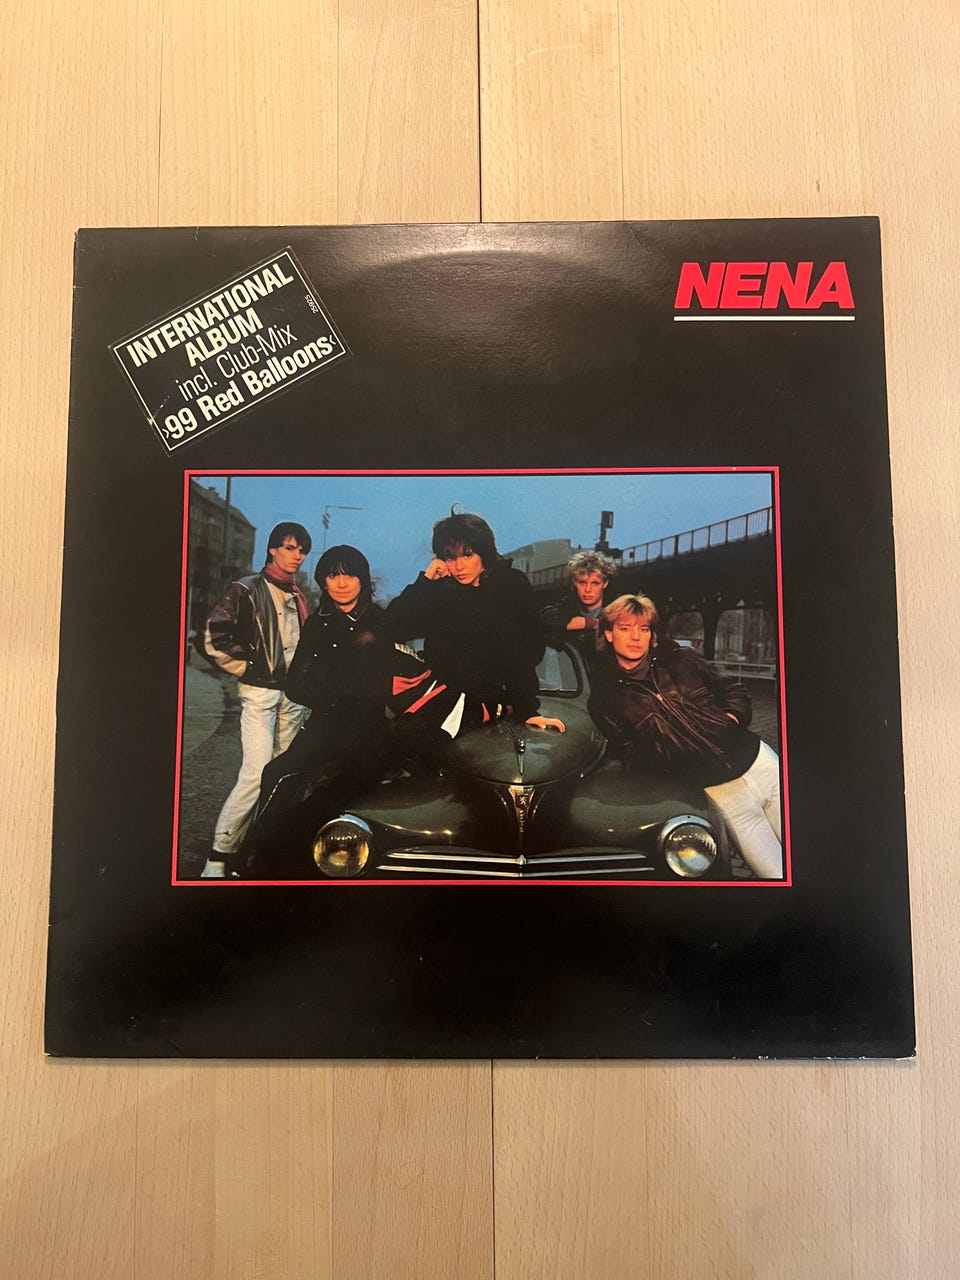 INTERNATIONAL
ALBUM
incl. Club-Mix
›99 Red Balloons‹
NENA